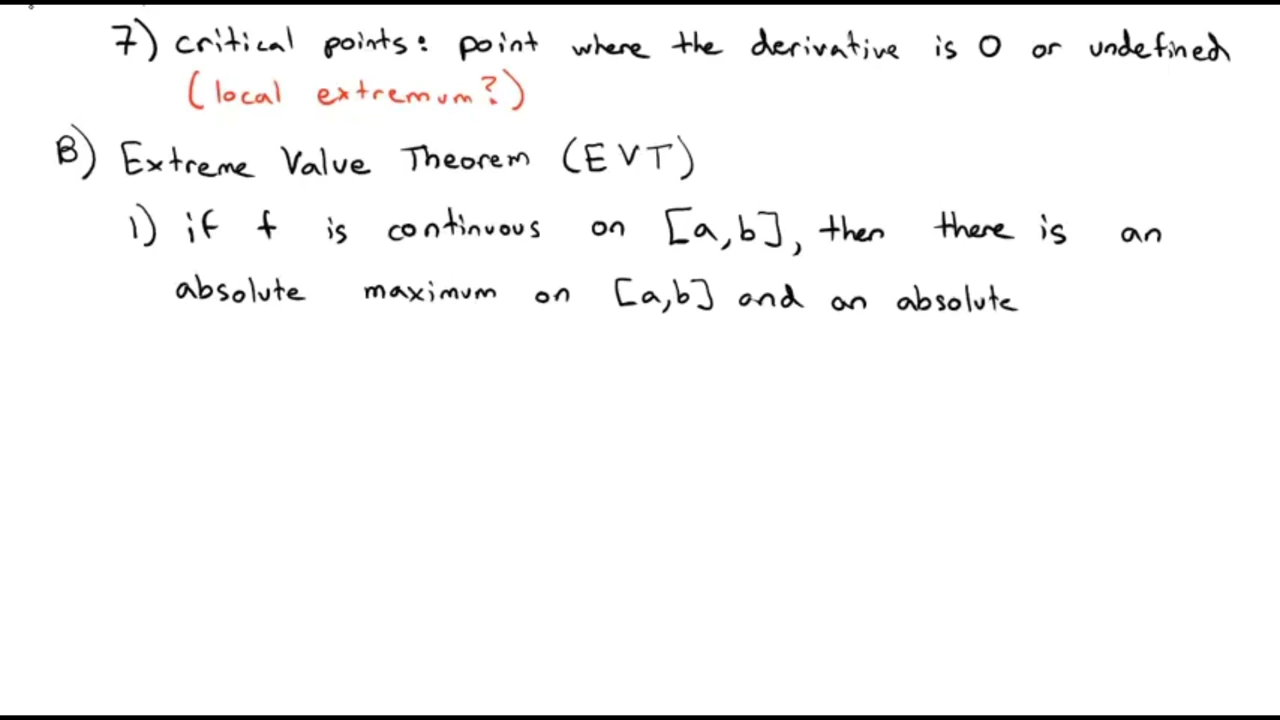 7) critical points: point where the derivative is 0 or undefined
(local extremum?)
B) Extreme Value Theorem (EVT)
1) if f is continuous on [a,b], then there is an
absolute maximum on [a,b] and an absolute